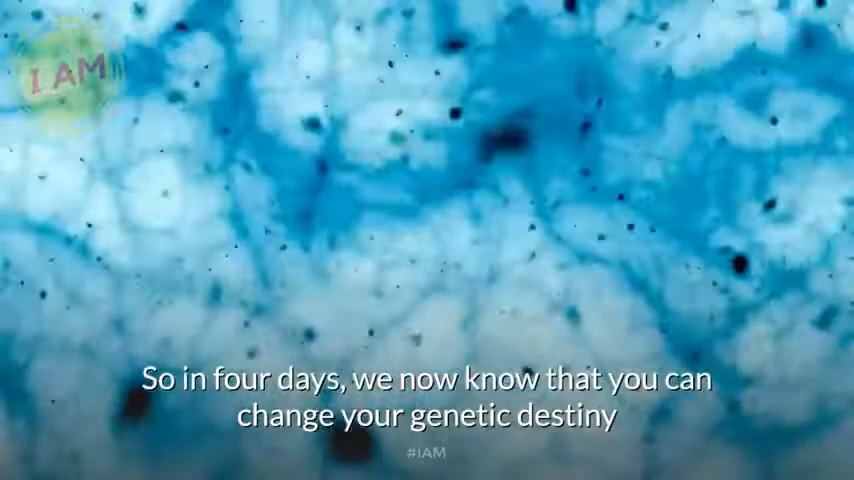 I AM
So in four days, we now know that you can
change your genetic destiny
#IAM